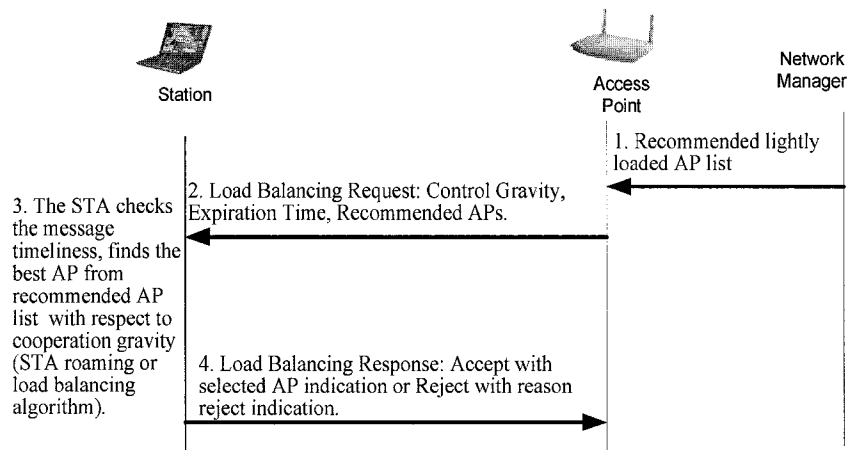 Station
Access
Point
Network
Manager
1. Recommended lightly
loaded AP list
2. Load Balancing Request: Control Gravity,
Expiration Time, Recommended APs.
3. The STA checks
the message
timeliness, finds the
best AP from
recommended AP
list with respect to
cooperation gravity
(STA roaming or
load balancing
algorithm).
4. Load Balancing Response: Accept with
selected AP indication or Reject with reason
reject indication.